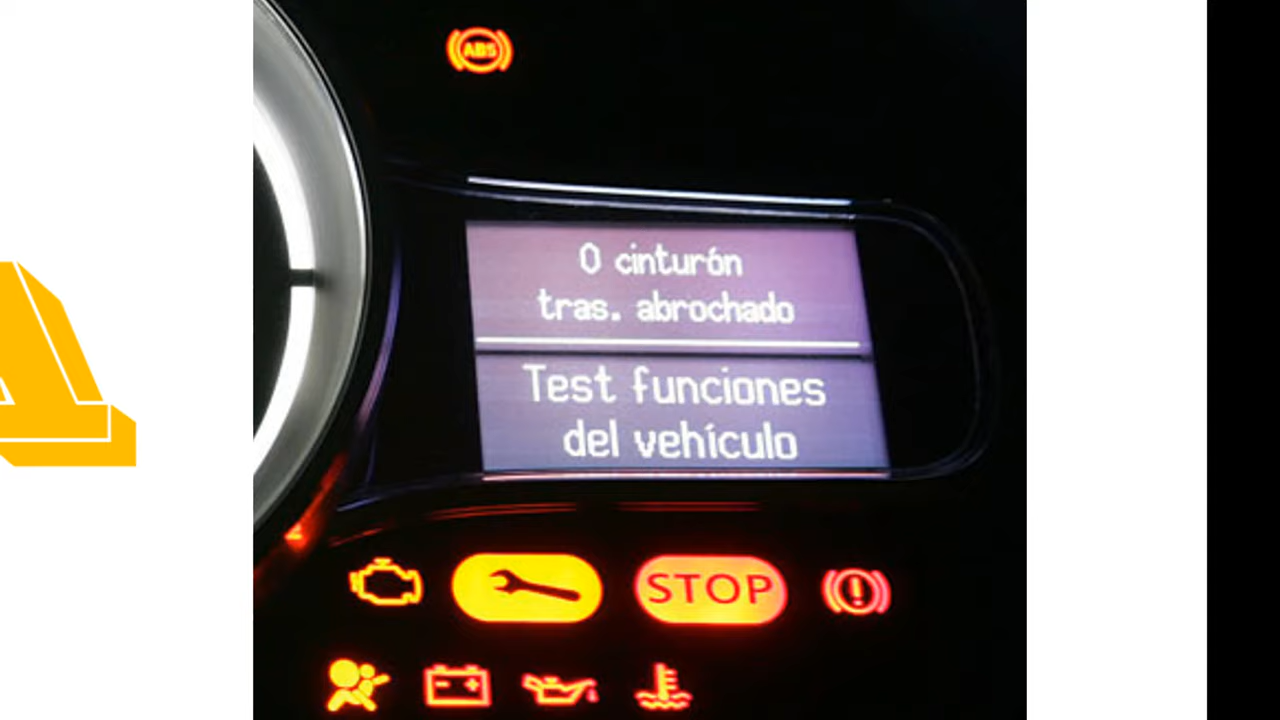 ABS
0 cinturón
tras. abrochado
Test funciones
del vehículo
STOP